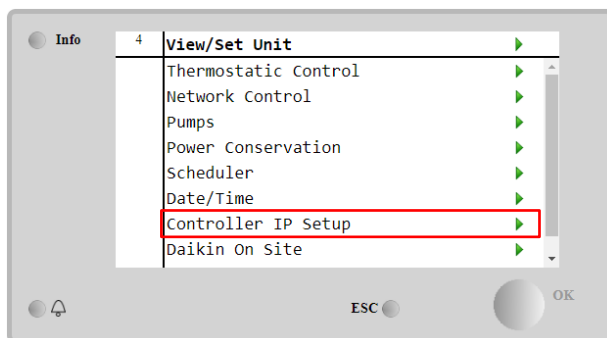 Info
4 View/Set Unit
Thermostatic Control
Network Control
Pumps
Power Conservation
Scheduler
Date/Time
Controller IP Setup
Daikin On Site
ESC
OK